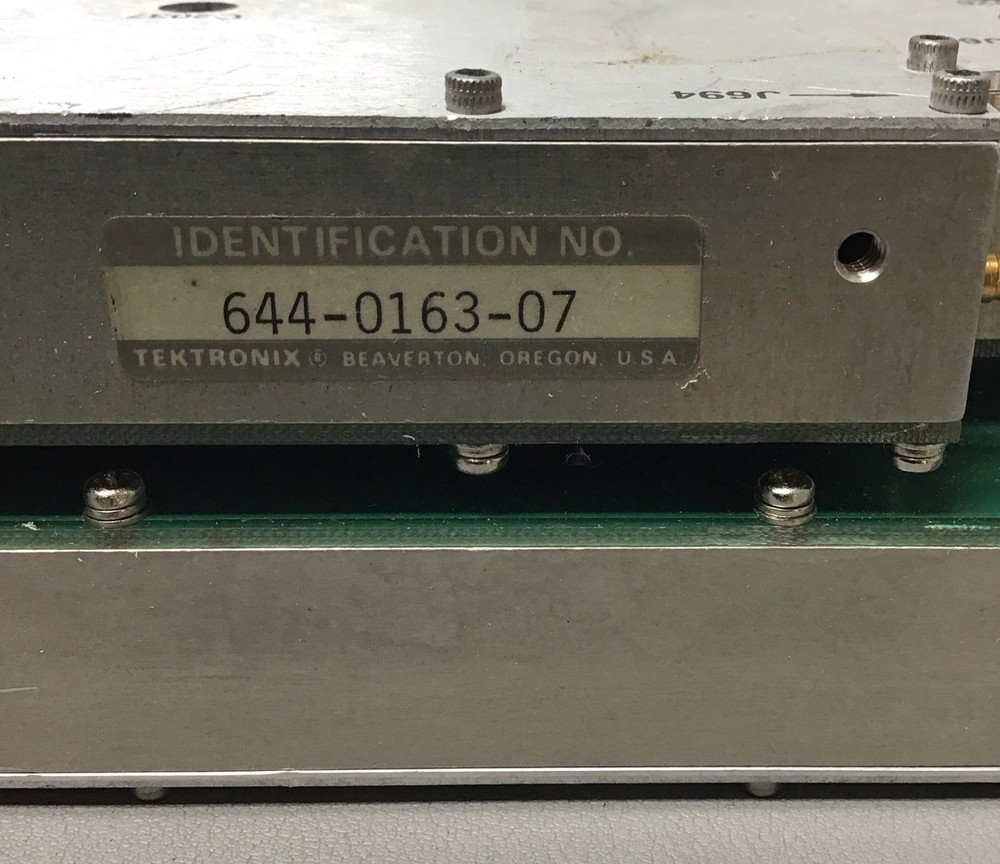 J694
IDENTIFICATION NO.
644-0163-07
TEKTRONIX ® BEAVERTON, OREGON, U.S.A.